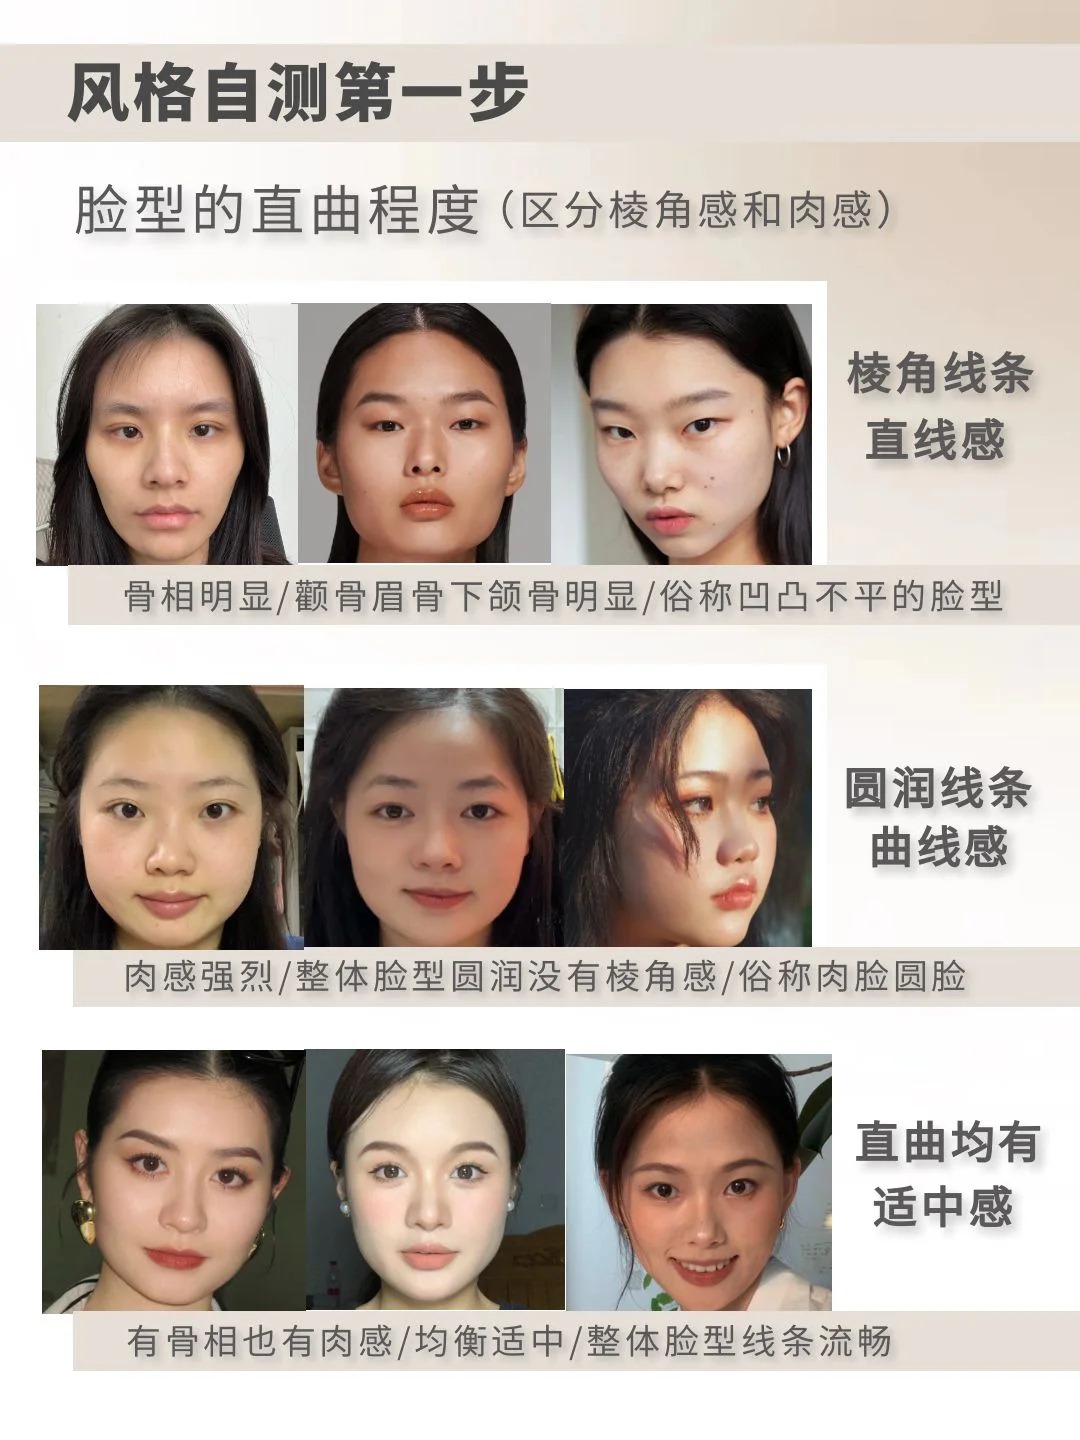 风格自测第一步
脸型的直曲程度（区分棱角感和肉感）
棱角线条
直线感
骨相明显/颧骨眉骨下颌骨明显/俗称凹凸不平的脸型
圆润线条
曲线感
肉感强烈/整体脸型圆润没有棱角感/俗称肉脸圆脸
直曲均有
适中感
有骨相也有肉感/均衡适中/整体脸型线条流畅